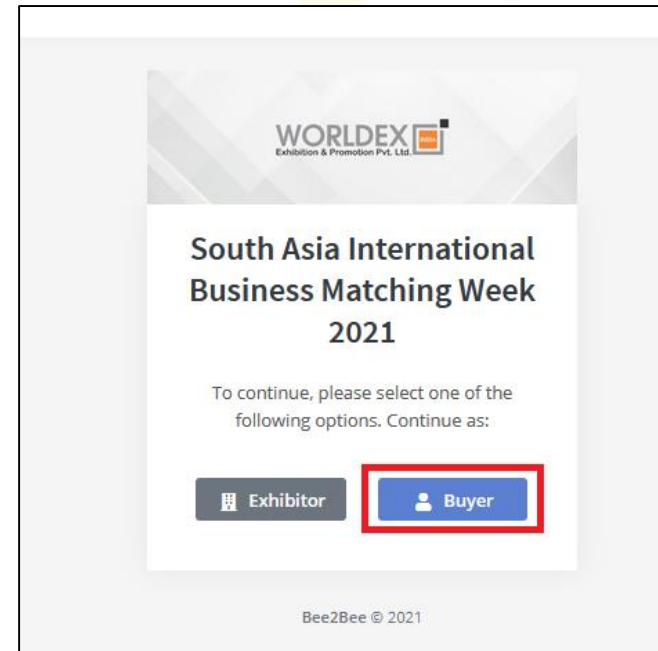 WORLDEX INDIA
Exhibition & Promotion Pvt. Ltd.
South Asia International
Business Matching Week
2021
To continue, please select one of the
following options. Continue as:
Exhibitor
Buyer
Bee2Bee © 2021